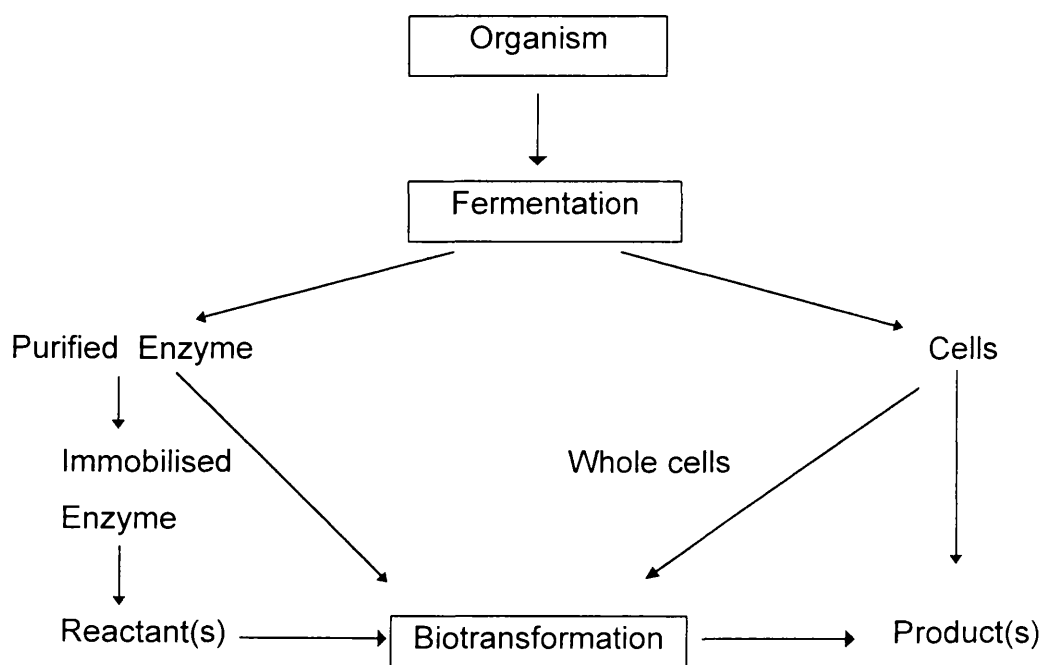 Organism
Fermentation
Purified Enzyme
Cells
Immobilised
Enzyme
Whole cells
Reactant(s)
Biotransformation
Product(s)